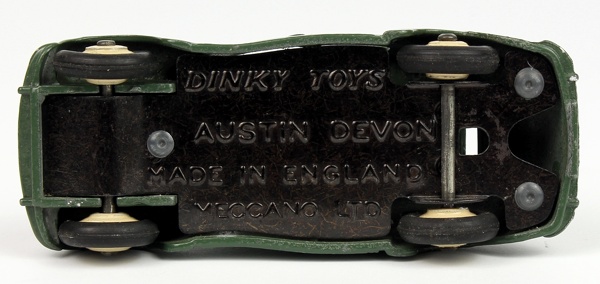 DINKY TOYS
AUSTIN DEVON
MADE IN ENGLAND
MECCANO LTD